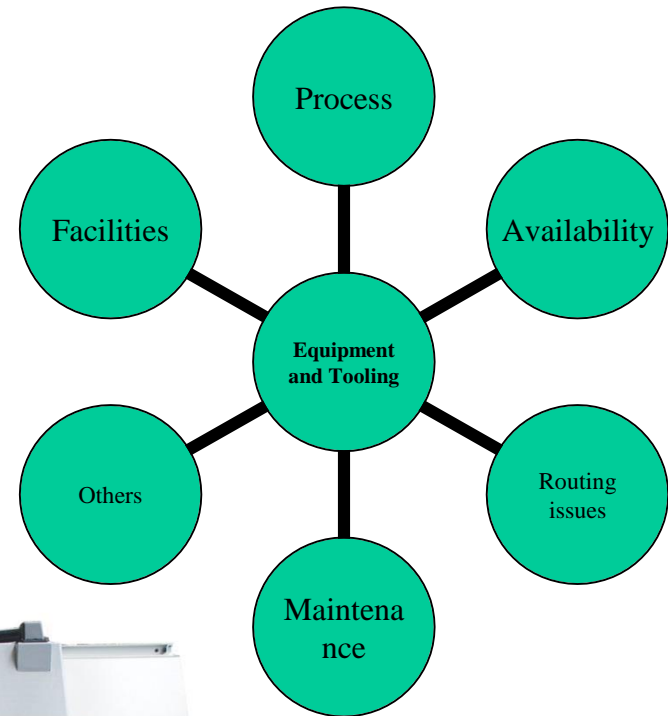 Process
Facilities
Availability
Equipment
and Tooling
Others
Routing
issues
Maintena
nce